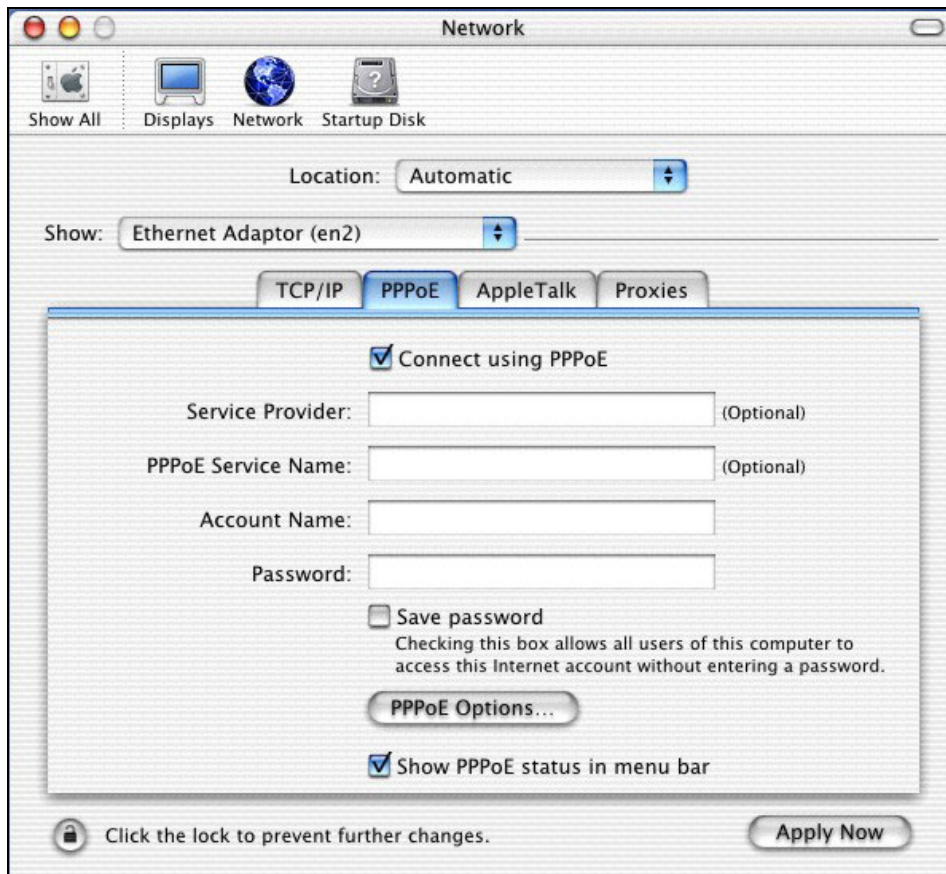 Network
Show All Displays Network Startup Disk
Location: Automatic
Show: Ethernet Adaptor (en2)
TCP/IP PPPoE AppleTalk Proxies
Connect using PPPoE
Service Provider: (Optional)
PPPoE Service Name: (Optional)
Account Name:
Password:
Save password
Checking this box allows all users of this computer to
access this Internet account without entering a password.
PPPoE Options...
Show PPPoE status in menu bar
Click the lock to prevent further changes. Apply Now